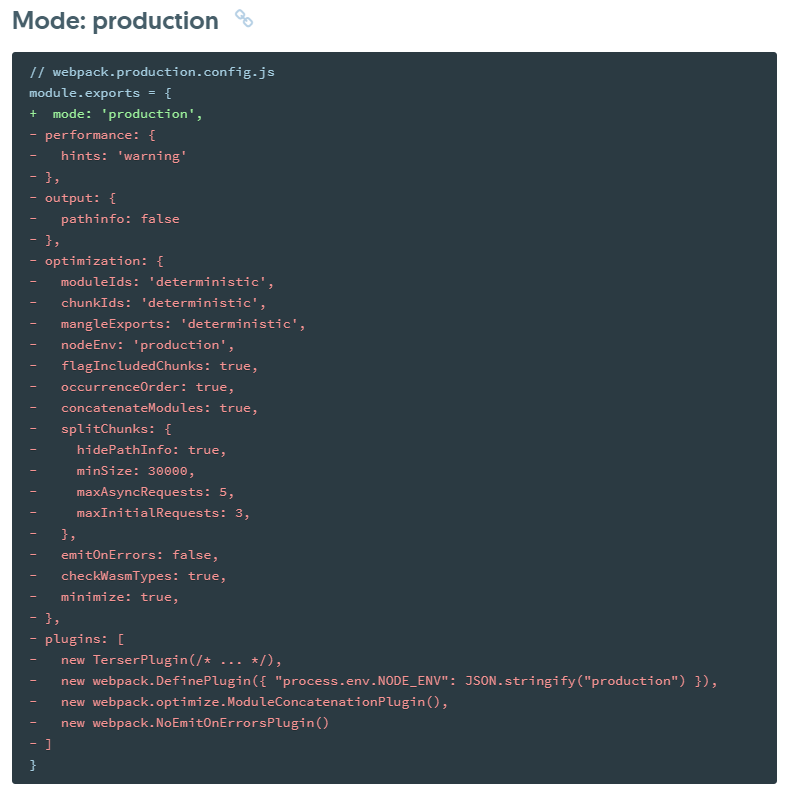 Mode: production
// webpack.production.config.js
module.exports = {
+  mode: 'production',
- performance: {
-   hints: 'warning'
- },
- output: {
-   pathinfo: false
- },
- optimization: {
-   moduleIds: 'deterministic',
-   chunkIds: 'deterministic',
-   mangleExports: 'deterministic',
-   nodeEnv: 'production',
-   flagIncludedChunks: true,
-   occurrenceOrder: true,
-   concatenateModules: true,
-   splitChunks: {
-     hidePathInfo: true,
-     minSize: 30000,
-     maxAsyncRequests: 5,
-     maxInitialRequests: 3,
-   },
-   emitOnErrors: false,
-   checkWasmTypes: true,
-   minimize: true,
- },
- plugins: [
-   new TerserPlugin(/* ... */),
-   new webpack.DefinePlugin({ "process.env.NODE_ENV": JSON.stringify("production") }),
-   new webpack.optimize.ModuleConcatenationPlugin(),
-   new webpack.NoEmitOnErrorsPlugin()
- ]
}